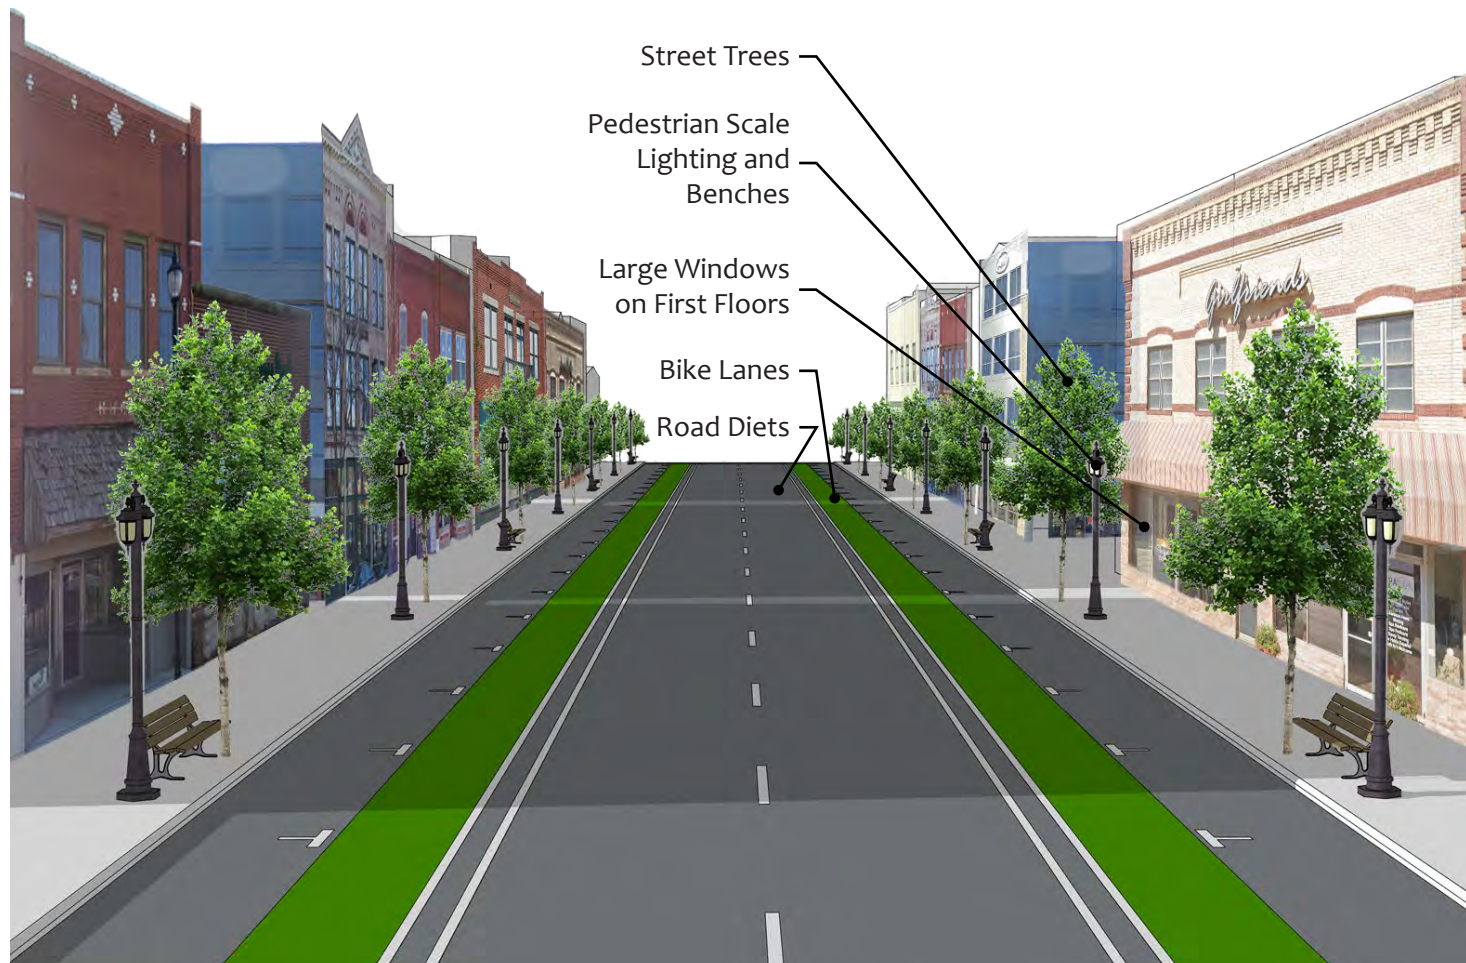 Street Trees
Pedestrian Scale
Lighting and
Benches
Large Windows
on First Floors
Bike Lanes
Road Diets
Girlfriends